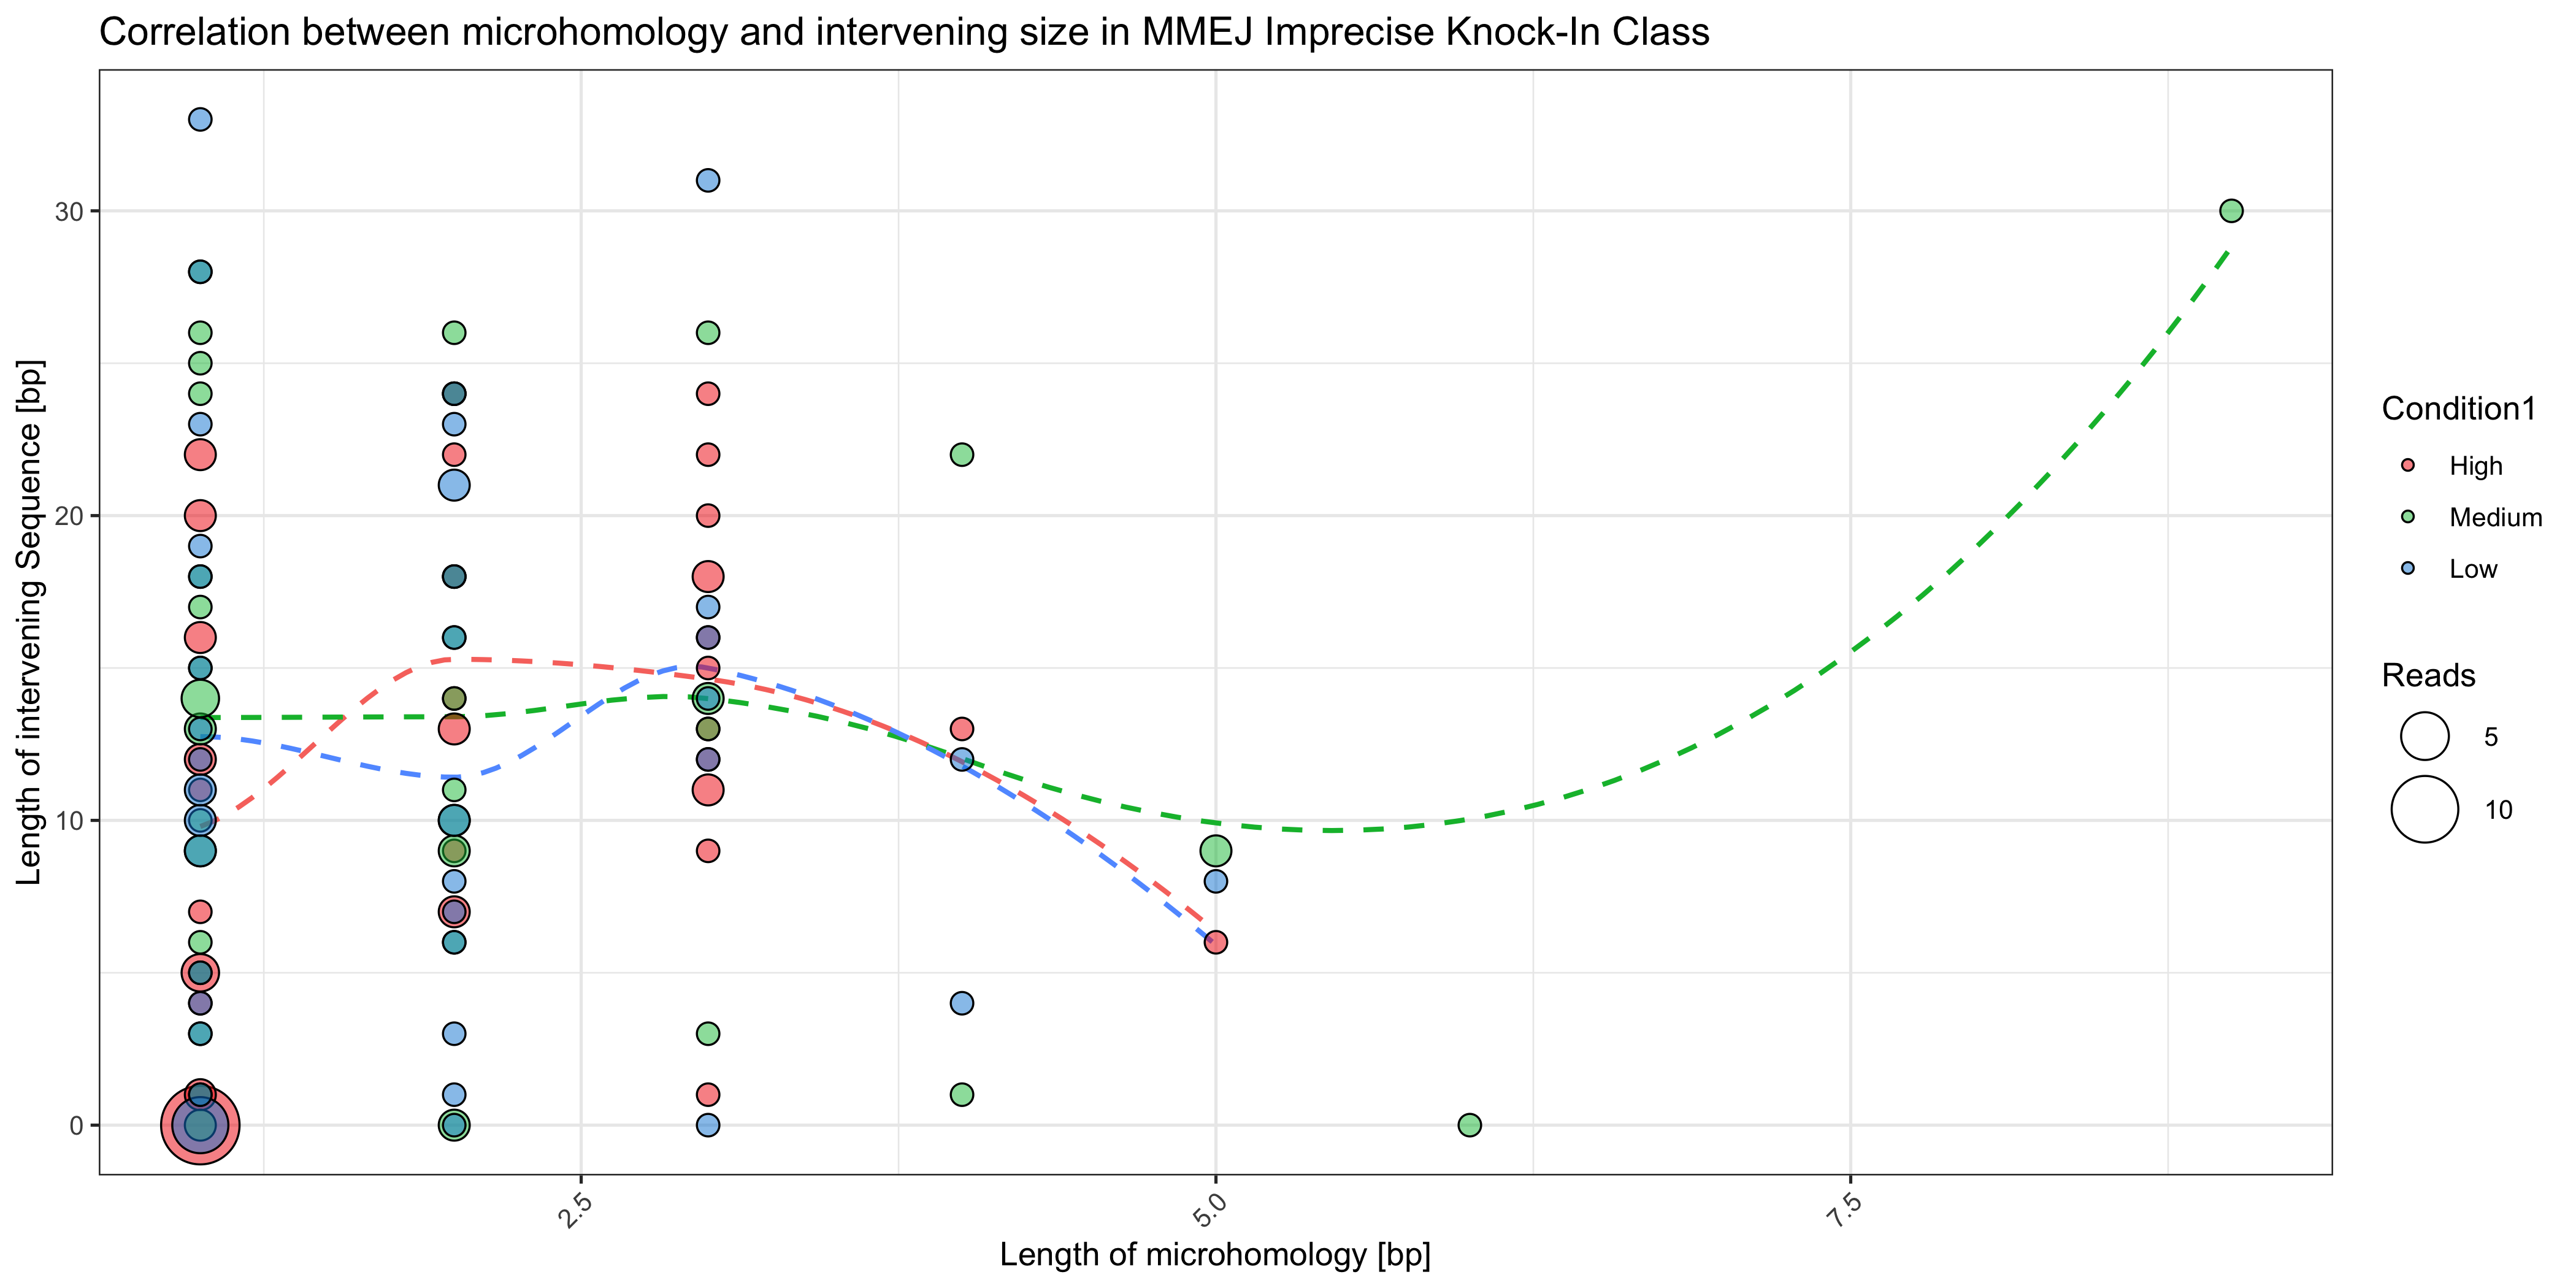 Correlation between microhomology and intervening size in MMEJ Imprecise Knock-In Class
Length of intervening Sequence [bp]
30
20
10
0
2.5
5.0
7.5
Length of microhomology [bp]
Condition1
High
Medium
Low
Reads
5
10